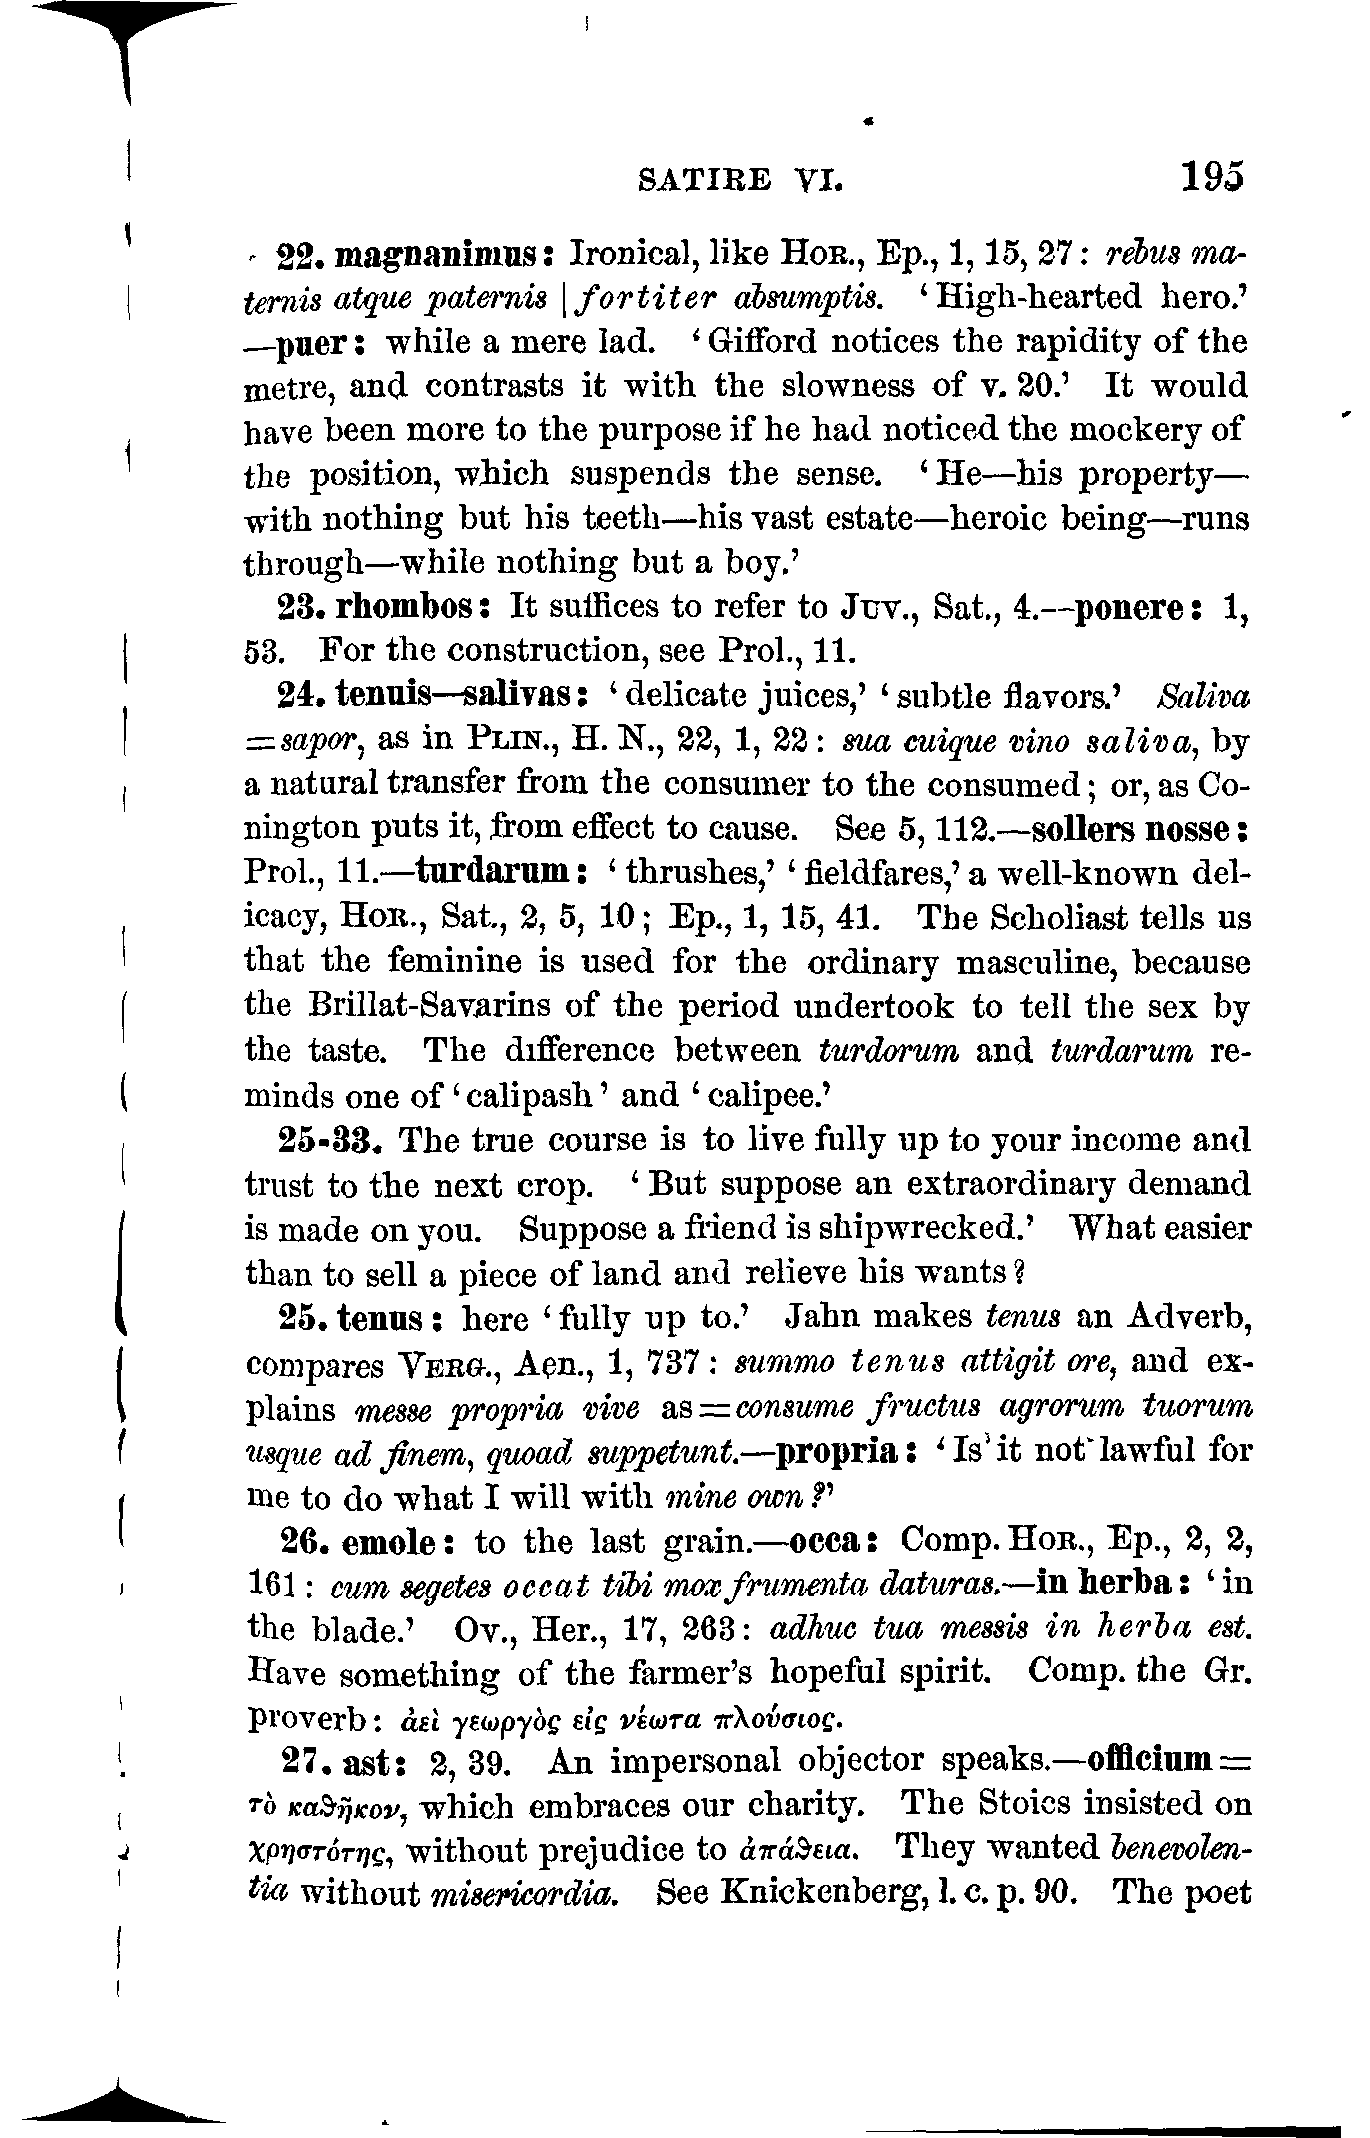 SATIRE VI. 195
22. magnanimus: Ironical, like HOR., Ep., 1, 15, 27: rebus ma-
ternis atque paternis | fortiter absumptis. ‘High-hearted hero.’
—puer: while a mere lad. ‘Gifford notices the rapidity of the
metre, and contrasts it with the slowness of v. 20.’ It would
have been more to the purpose if he had noticed the mockery of
the position, which suspends the sense. ‘He—his property—
with nothing but his teeth—his vast estate—heroic being—runs
through—while nothing but a boy.’
23. rhombos: It suffices to refer to JUV., Sat., 4.—ponere: 1,
53. For the construction, see Prol., 11.
24. tenuis—salivas: ‘delicate juices,’ ‘subtle flavors.’ Saliva
=sapor, as in PLIN., H. N., 22, 1, 22: sua cuique vino saliva, by
a natural transfer from the consumer to the consumed; or, as Co-
nington puts it, from effect to cause. See 5, 112.—sollers nosse:
Prol., 11.—turdarum: ‘thrushes,’ ‘fieldfares,’ a well-known del-
icacy, HOR., Sat., 2, 5, 10; Ep., 1, 15, 41. The Scholiast tells us
that the feminine is used for the ordinary masculine, because
the Brillat-Savarins of the period undertook to tell the sex by
the taste. The difference between turdorum and turdarum re-
minds one of ‘calipash’ and ‘calipee.’
25-33. The true course is to live fully up to your income and
trust to the next crop. ‘But suppose an extraordinary demand
is made on you. Suppose a friend is shipwrecked.’ What easier
than to sell a piece of land and relieve his wants?
25. tenus: here ‘fully up to.’ Jahn makes tenus an Adverb,
compares VERG., Aen., 1, 737: summo tenus attigit ore, and ex-
plains messe propria vive as=consume fructus agrorum tuorum
usque ad finem, quoad suppetunt.—propria: ‘Is it not lawful for
me to do what I will with mine own?’
26. emole: to the last grain.—occa: Comp. HOR., Ep., 2, 2,
161: cum segetes occat tibi mox frumenta daturas.—in herba: ‘in
the blade.’ OV., Her., 17, 263: adhuc tua messis in herba est.
Have something of the farmer’s hopeful spirit. Comp. the Gr.
proverb: ἀεὶ γεωργὸς εἰς νέωτα πλούσιος.
27. ast: 2, 39. An impersonal objector speaks.—officium=
τὸ καϑῆκον, which embraces our charity. The Stoics insisted on
χρηστότης, without prejudice to ἀπάϑεια. They wanted benevolen-
tia without misericordia. See Knickenberg, l. c. p. 90. The poet